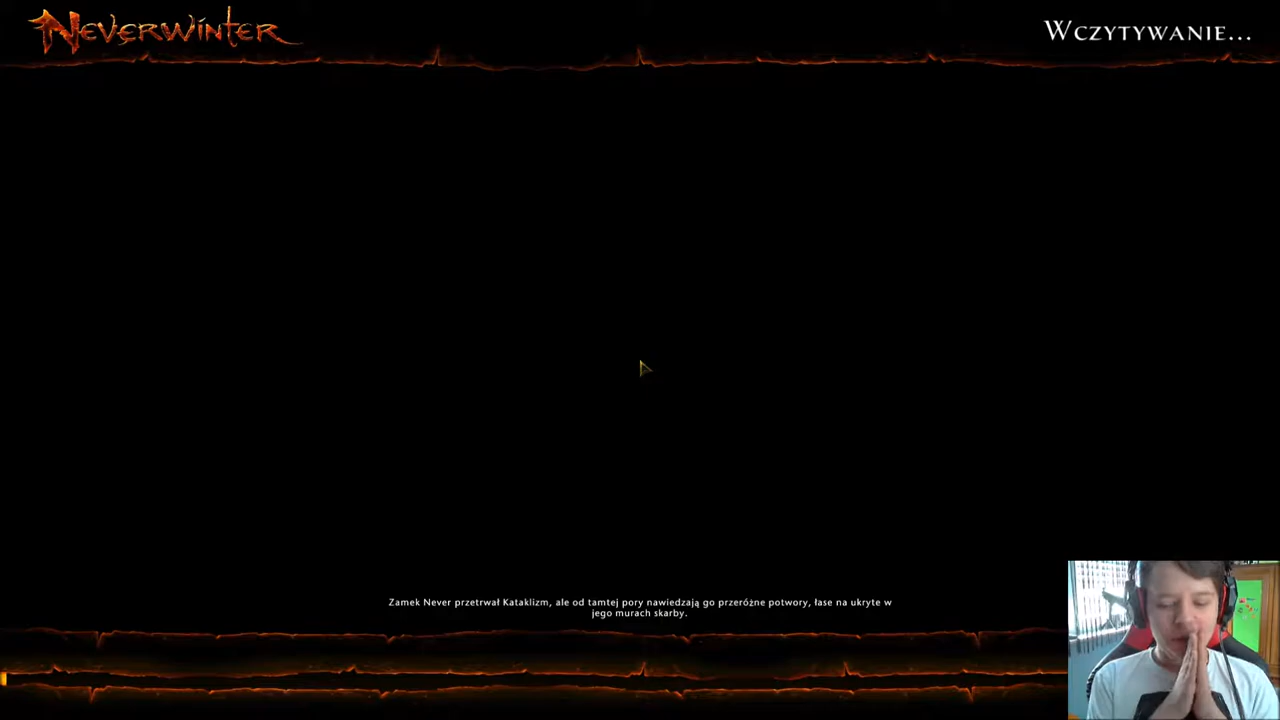 Neverwinter
Wczytywanie...
Zamek Never przetrwał Kataklizm, ale od tamtej pory nawiedzają go przeróżne potwory, łase na ukryte w
jego murach skarby.